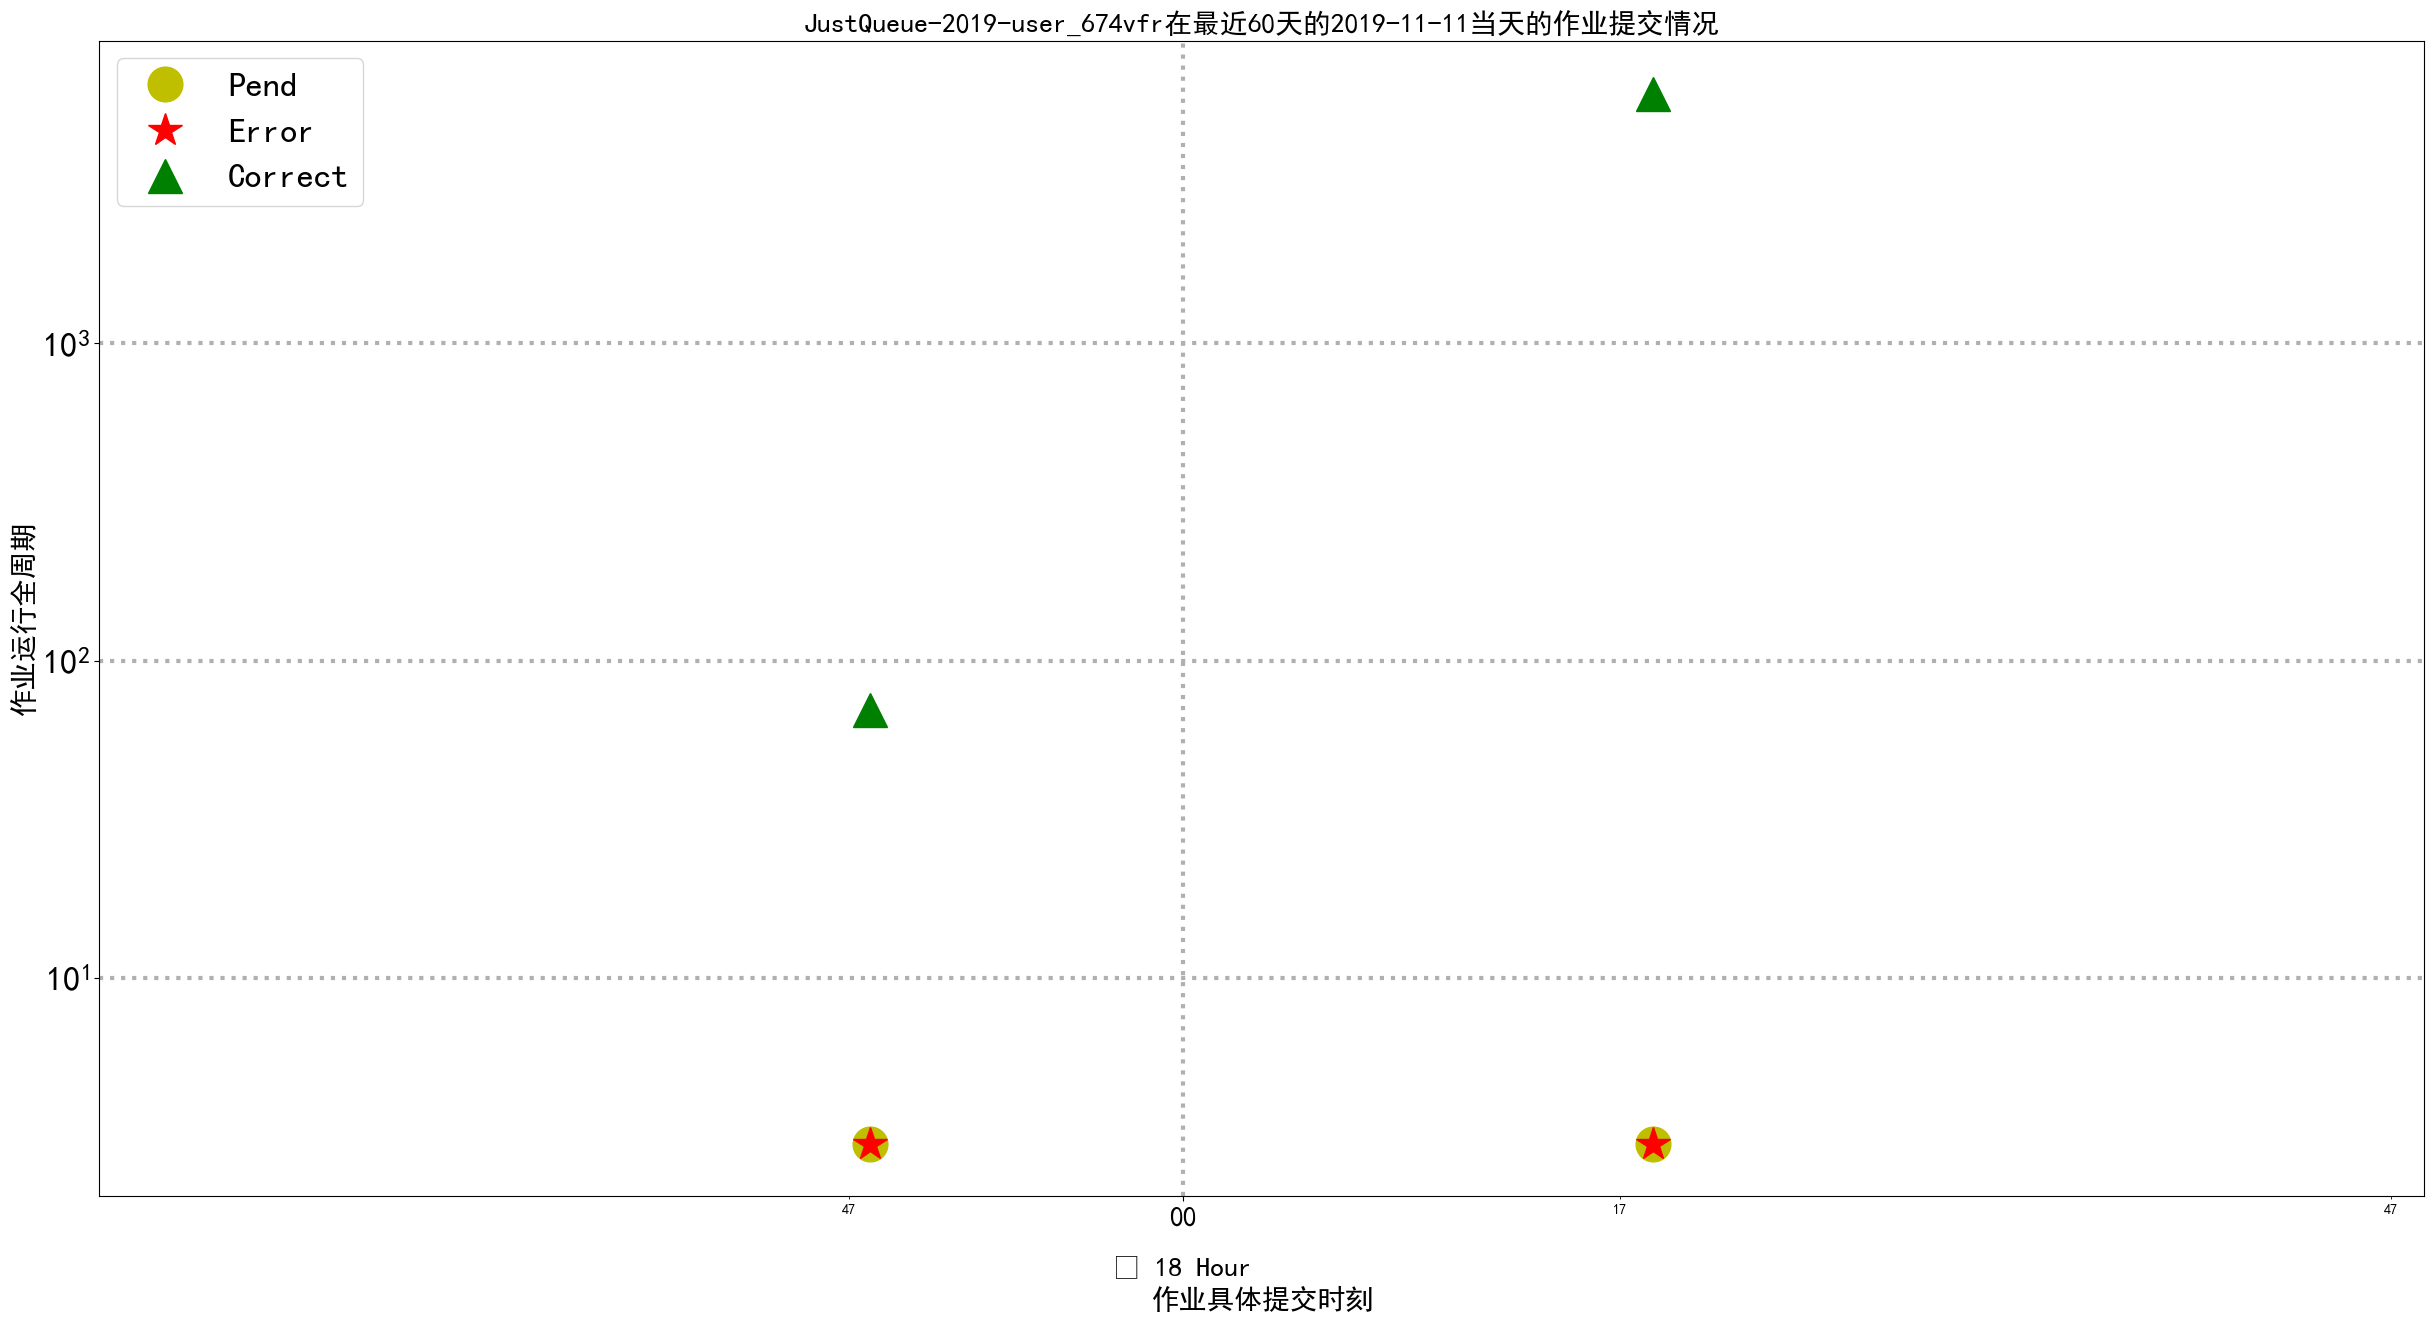 JustQueue-2019-user_674vfr在最近60天的2019-11-11当天的作业提交情况
Pend
Error
Correct
作业运行全周期
10³
10²
10¹
47
00
17
47
18 Hour
作业具体提交时刻